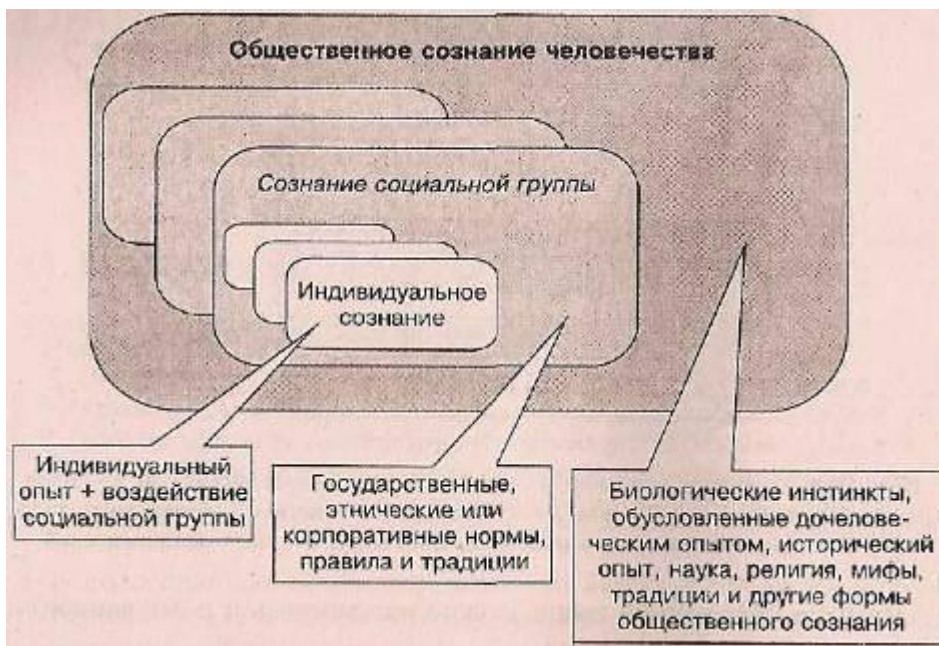 Общественное сознание человечества
Сознание социальной группы
Индивидуальное
сознание
Индивидуальный
опыт + воздействие
социальной группы
Государственные,
этнические или
корпоративные нормы,
правила и традиции
Биологические инстинкты,
обусловленные дочелове-
ческим опытом, исторический
опыт, наука, религия, мифы,
традиции и другие формы
общественного сознания